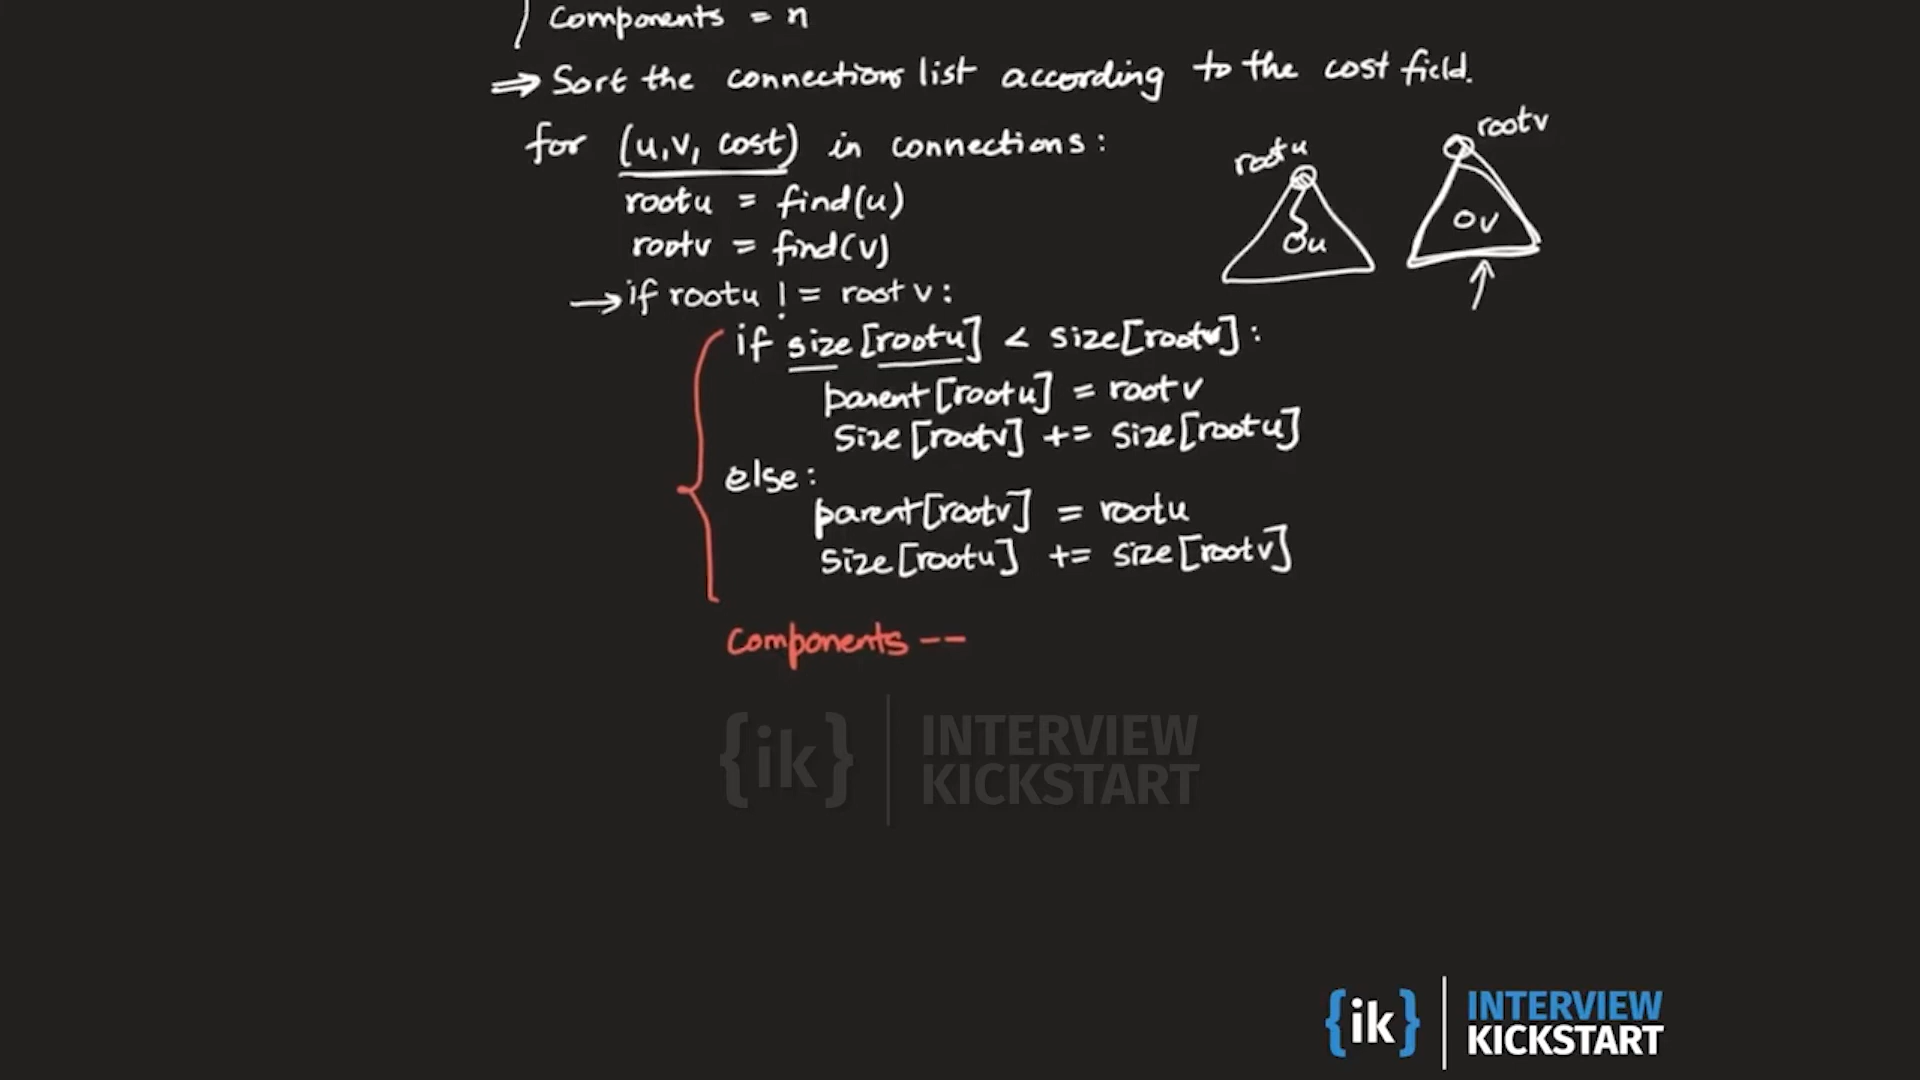 Components = n
⇒ Sort the connections list according to the cost field.
for (u,v, cost) in connections:
rootu = find(u)
rootv = find(v)
→ if rootu != rootv:
if size[rootu] < size[rootv]:
parent[rootu] = rootv
size[rootv] += size[rootu]
else:
parent[rootv] = rootu
size[rootu] += size[rootv]
Components --
rootu
u
rootv
v
{ik} INTERVIEW
KICKSTART
{ik} INTERVIEW
KICKSTART